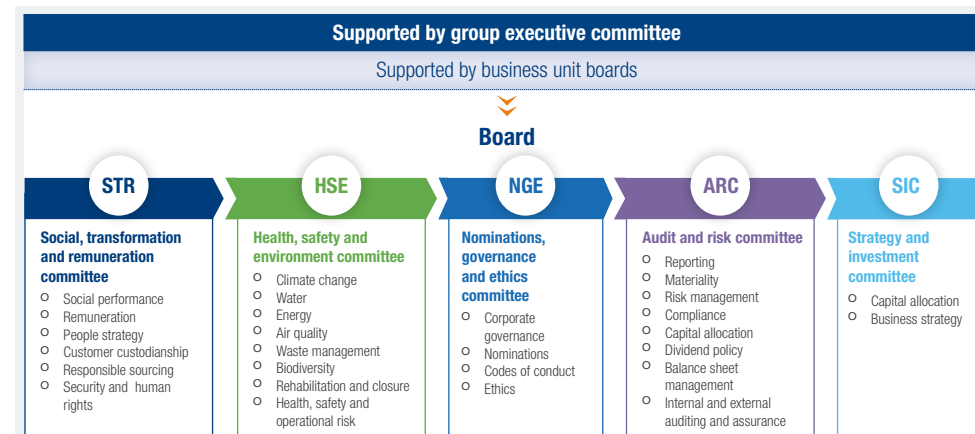 Supported by group executive committee
Supported by business unit boards
Board
STR
HSE
NGE
ARC
SIC
Social, transformation
and remuneration
committee
O Social performance
O Remuneration
O People strategy
O Customer custodianship
O Responsible sourcing
O Security and human
rights
Health, safety and
environment committee
O Climate change
O Water
O Energy
O Air quality
O Waste management
O Biodiversity
O Rehabilitation and closure
O Health, safety and
operational risk
Nominations,
governance
and ethics
committee
O Corporate
governance
O Nominations
O Codes of conduct
O Ethics
Audit and risk committee
O Reporting
O Materiality
O Risk management
O Compliance
O Capital allocation
O Dividend policy
O Balance sheet
management
O Internal and external
auditing and assurance
Strategy and
investment
committee
O Capital allocation
O Business strategy